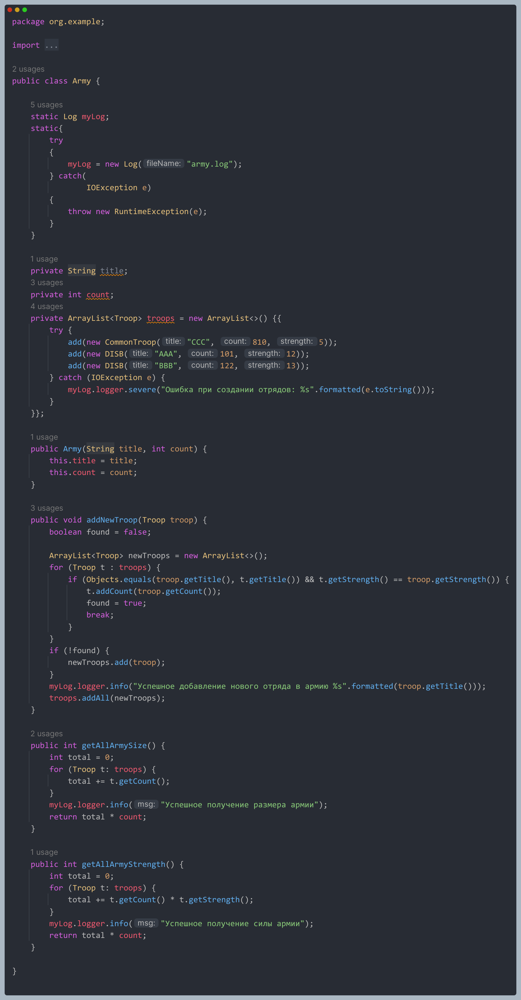 package org.example;
import ...
2 usages
public class Army {
5 usages
static Log myLog;
static{
try
{
myLog = new Log( fileName: "army.log");
} catch(
IOException e)
{
throw new RuntimeException(e);
}
}
1 usage
private String title;
3 usages
private int count;
4 usages
private ArrayList<Troop> troops = new ArrayList<>() {{
try {
add(new CommonTroop( title: "CCC", count: 810, strength: 5));
add(new DISB( title: "AAA", count: 101, strength: 12));
add(new DISB( title: "BBB", count: 122, strength: 13));
} catch (IOException e) {
myLog.logger.severe("Ошибка при создании отрядов: %s".formatted(e.toString()));
}
}};
1 usage
public Army(String title, int count) {
this.title = title;
this.count = count;
}
3 usages
public void addNewTroop(Troop troop) {
boolean found = false;
ArrayList<Troop> newTroops = new ArrayList<>();
for (Troop t : troops) {
if (Objects.equals(troop.getTitle(), t.getTitle()) && t.getStrength() == troop.getStrength()) {
t.addCount(troop.getCount());
found = true;
break;
}
}
if (!found) {
newTroops.add(troop);
}
myLog.logger.info("Успешное добавление нового отряда в армию %s".formatted(troop.getTitle()));
troops.addAll(newTroops);
}
2 usages
public int getAllArmySize() {
int total = 0;
for (Troop t: troops) {
total += t.getCount();
}
myLog.logger.info( msg: "Успешное получение размера армии");
return total * count;
}
1 usage
public int getAllArmyStrength() {
int total = 0;
for (Troop t: troops) {
total += t.getCount() * t.getStrength();
}
myLog.logger.info( msg: "Успешное получение силы армии");
return total * count;
}
}